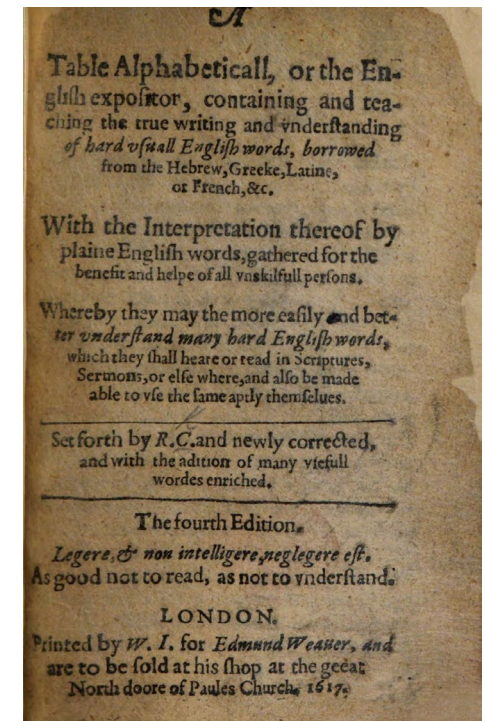 A
Table Alphabeticall, or the En-
gliſh expoſitor, containing and tea-
ching the true writing and vnderſtanding
of hard vſuall Engliſh words, borrowed
from the Hebrew, Greeke, Latine,
or French, &c.
With the Interpretation thereof by
plaine Engliſh words, gathered for the
benefit and helpe of all vnskilfull perſons.
Whereby they may the more eaſily and bet-
ter vnderſtand many hard Engliſh words,
which they ſhall heare or read in Scriptures,
Sermons, or elſe where, and alſo be made
able to vſe the ſame aptly themſelues.
Set forth by R.C. and newly corrected,
and with the adition of many vſefull
wordes enriched.
The fourth Edition.
Legere, & non intelligere, neglegere eſt.
As good not to read, as not to vnderſtand.
LONDON.
Printed by W. I. for Edmund Weauer, and
are to be ſold at his ſhop at the geeat
North doore of Paules Church. 1617.